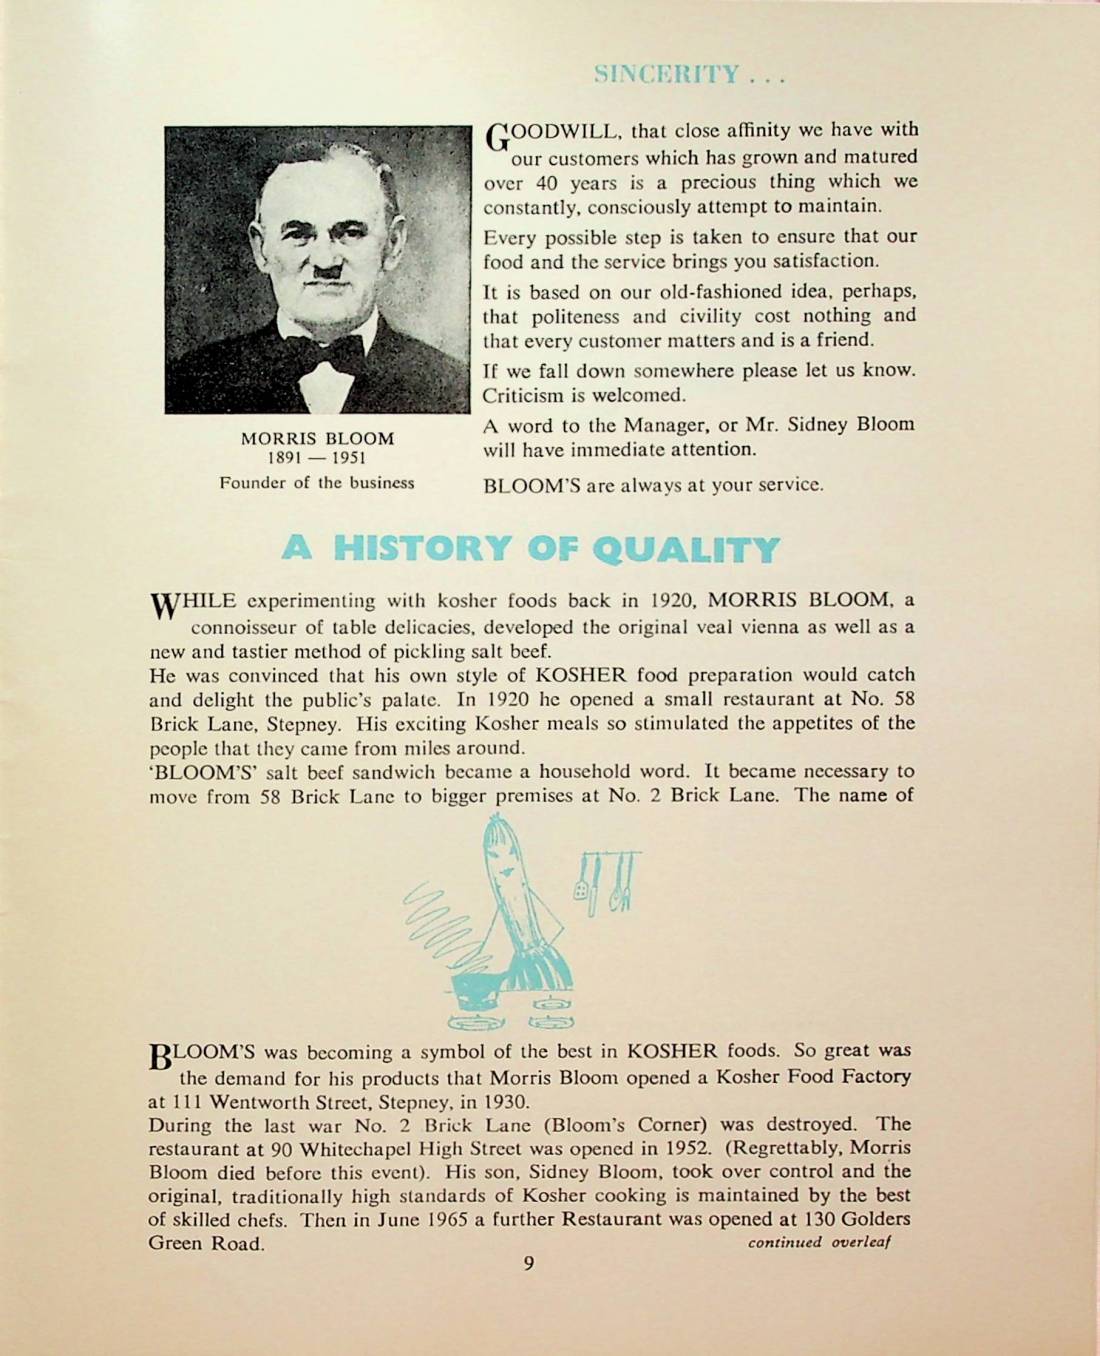 SINCERITY . . .
GOODWILL, that close affinity we have with
our customers which has grown and matured
over 40 years is a precious thing which we
constantly, consciously attempt to maintain.
Every possible step is taken to ensure that our
food and the service brings you satisfaction.
It is based on our old-fashioned idea, perhaps,
that politeness and civility cost nothing and
that every customer matters and is a friend.
If we fall down somewhere please let us know.
Criticism is welcomed.
A word to the Manager, or Mr. Sidney Bloom
will have immediate attention.
BLOOM'S are always at your service.
MORRIS BLOOM
1891 — 1951
Founder of the business
A HISTORY OF QUALITY
WHILE experimenting with kosher foods back in 1920, MORRIS BLOOM, a
connoisseur of table delicacies, developed the original veal vienna as well as a
new and tastier method of pickling salt beef.
He was convinced that his own style of KOSHER food preparation would catch
and delight the public's palate. In 1920 he opened a small restaurant at No. 58
Brick Lane, Stepney. His exciting Kosher meals so stimulated the appetites of the
people that they came from miles around.
'BLOOM'S' salt beef sandwich became a household word. It became necessary to
move from 58 Brick Lane to bigger premises at No. 2 Brick Lane. The name of
BLOOM'S was becoming a symbol of the best in KOSHER foods. So great was
the demand for his products that Morris Bloom opened a Kosher Food Factory
at 111 Wentworth Street, Stepney, in 1930.
During the last war No. 2 Brick Lane (Bloom's Corner) was destroyed. The
restaurant at 90 Whitechapel High Street was opened in 1952. (Regrettably, Morris
Bloom died before this event). His son, Sidney Bloom, took over control and the
original, traditionally high standards of Kosher cooking is maintained by the best
of skilled chefs. Then in June 1965 a further Restaurant was opened at 130 Golders
Green Road.
continued overleaf
9